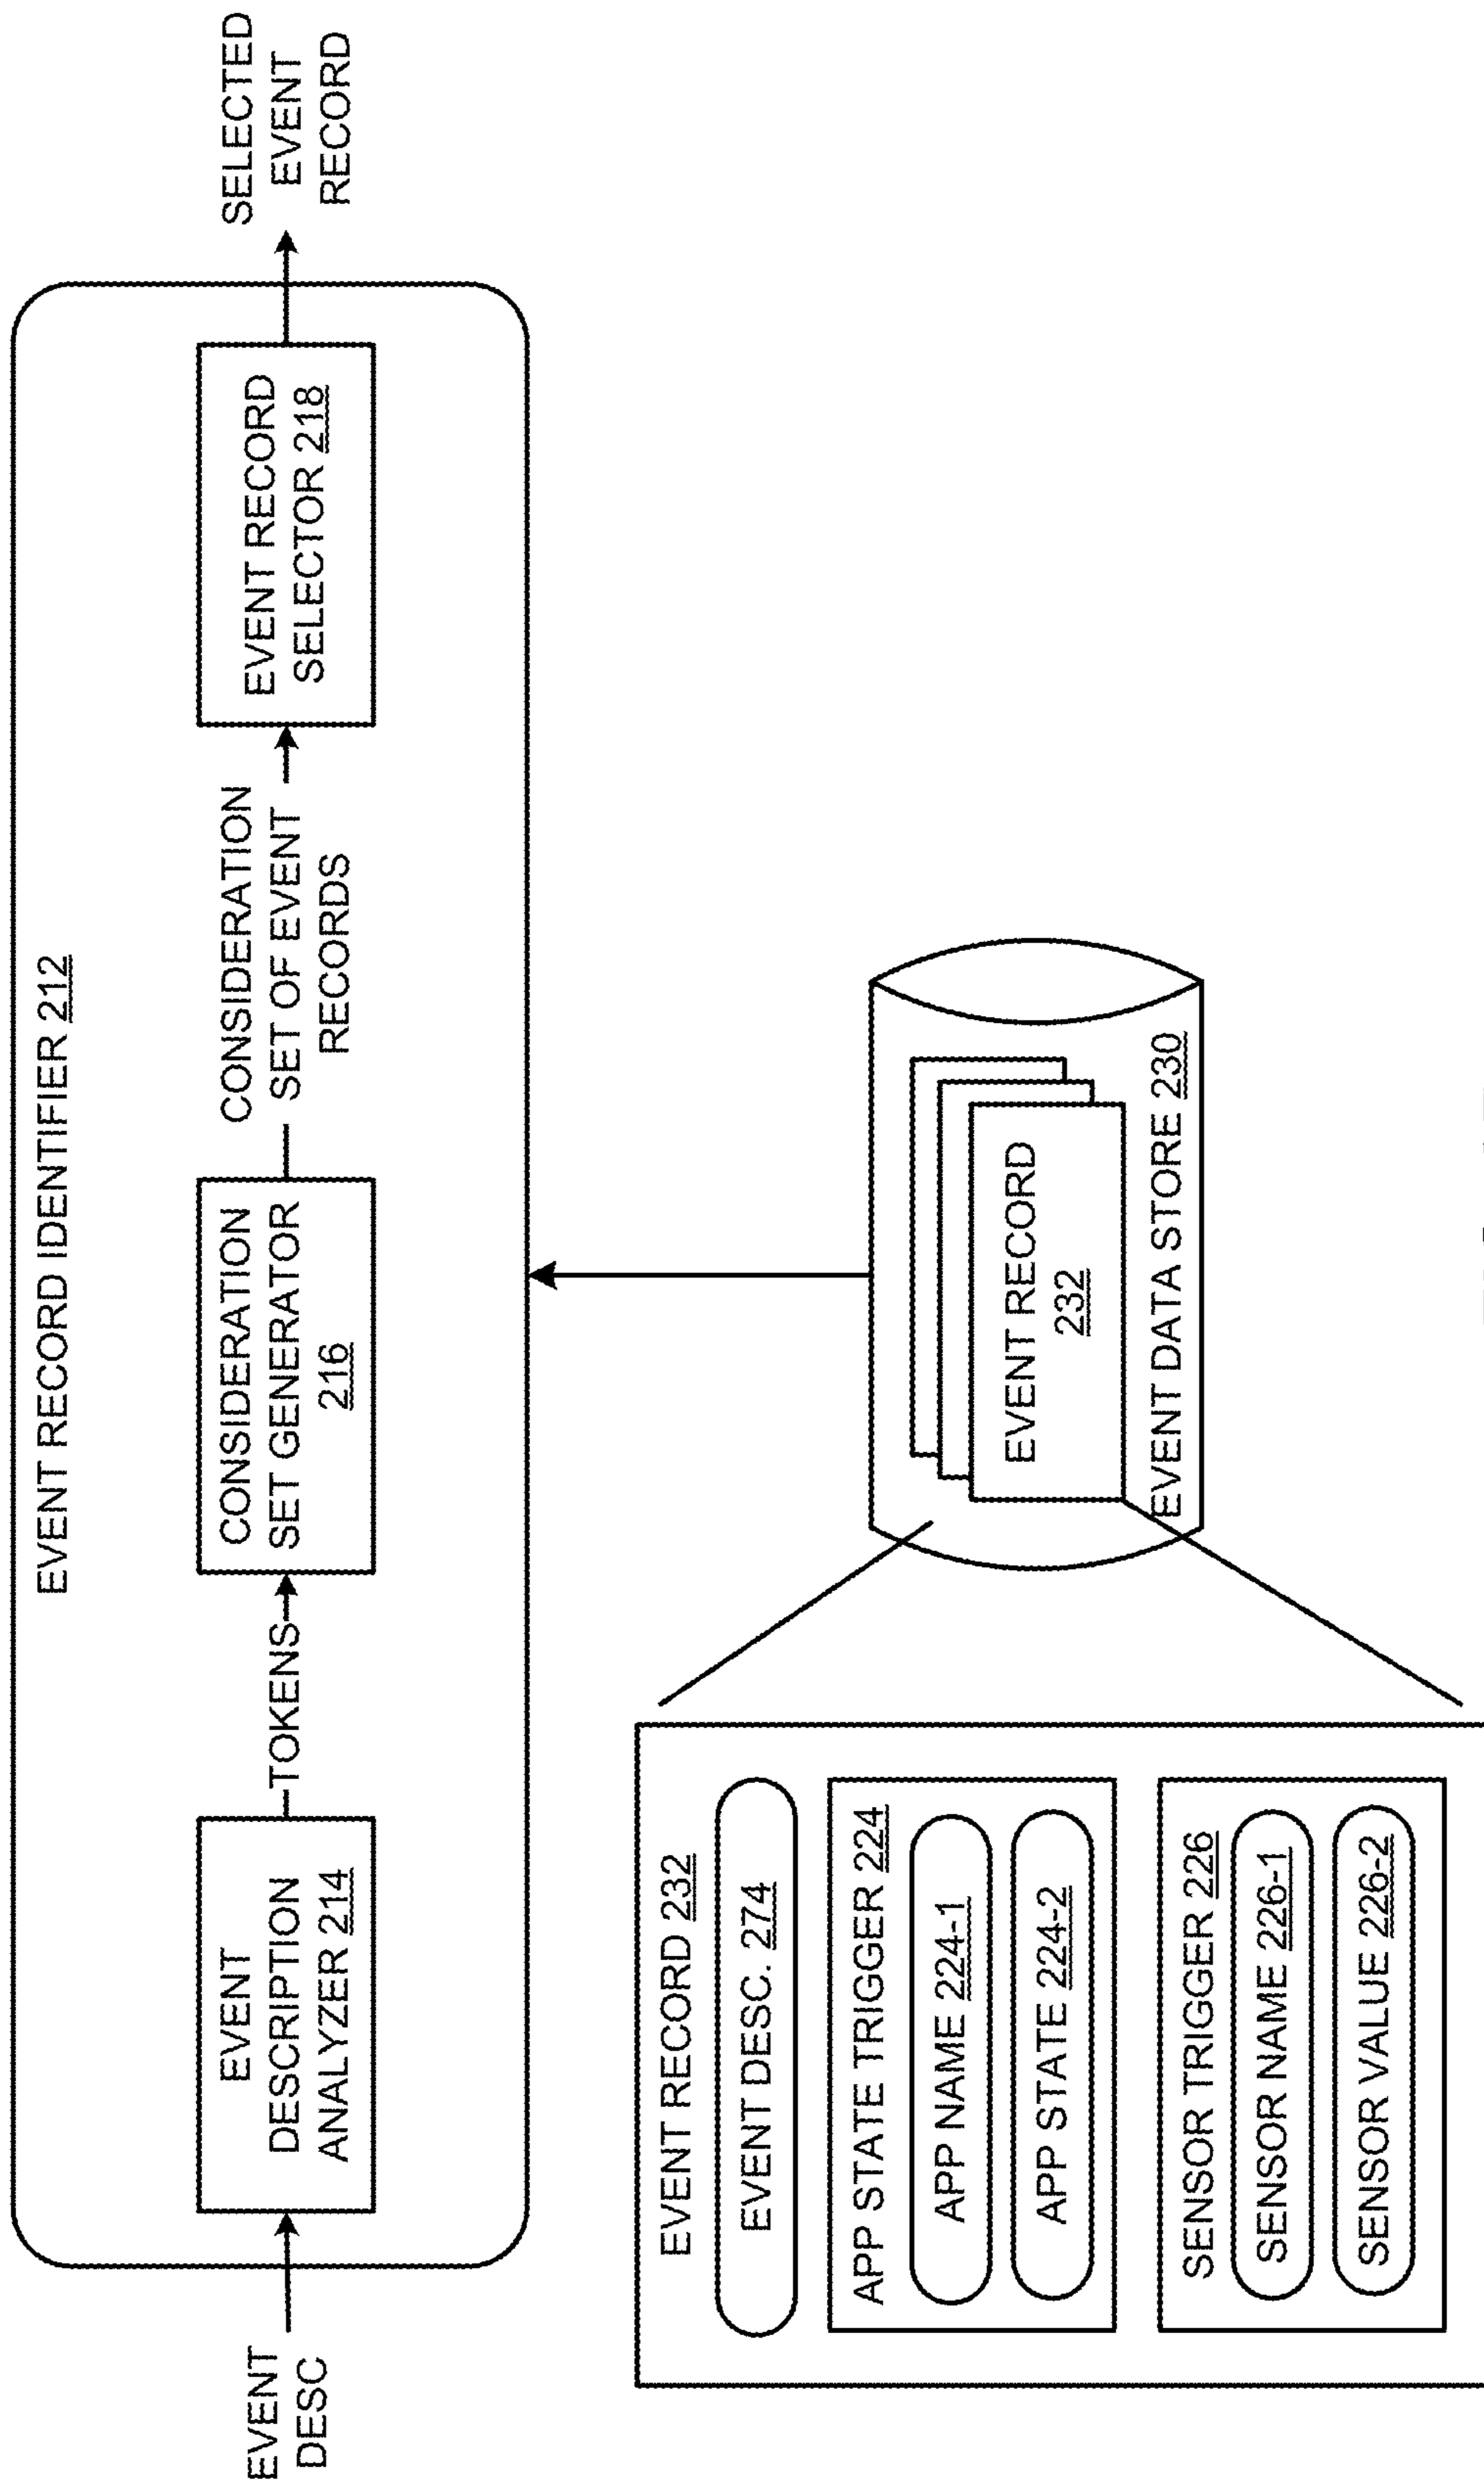 EVENT RECORD IDENTIFIER 212
EVENT
DESC
EVENT
DESCRIPTION
ANALYZER 214
TOKENS
CONSIDERATION
SET GENERATOR
216
CONSIDERATION
SET OF EVENT
RECORDS
EVENT RECORD
SELECTOR 218
SELECTED
EVENT
RECORD
EVENT RECORD 232
EVENT DESC. 274
APP STATE TRIGGER 224
APP NAME 224-1
APP STATE 224-2
SENSOR TRIGGER 226
SENSOR NAME 226-1
SENSOR VALUE 226-2
EVENT RECORD
232
EVENT DATA STORE 230